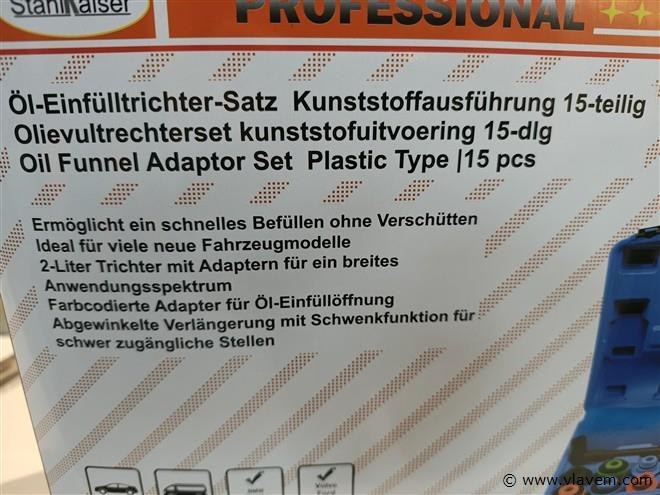 StahlKaiser
PROFESSIONAL
Öl-Einfülltrichter-Satz Kunststoffausführung 15-teilig
Olievultrechterset kunststofuitvoering 15-dlg
Oil Funnel Adaptor Set Plastic Type |15 pcs
Ermöglicht ein schnelles Befüllen ohne Verschütten
Ideal für viele neue Fahrzeugmodelle
2-Liter Trichter mit Adaptern für ein breites
Anwendungsspektrum
Farbcodierte Adapter für Öl-Einfüllöffnung
Abgewinkelte Verlängerung mit Schwenkfunktion für
schwer zugängliche Stellen
© www.vlavem.com